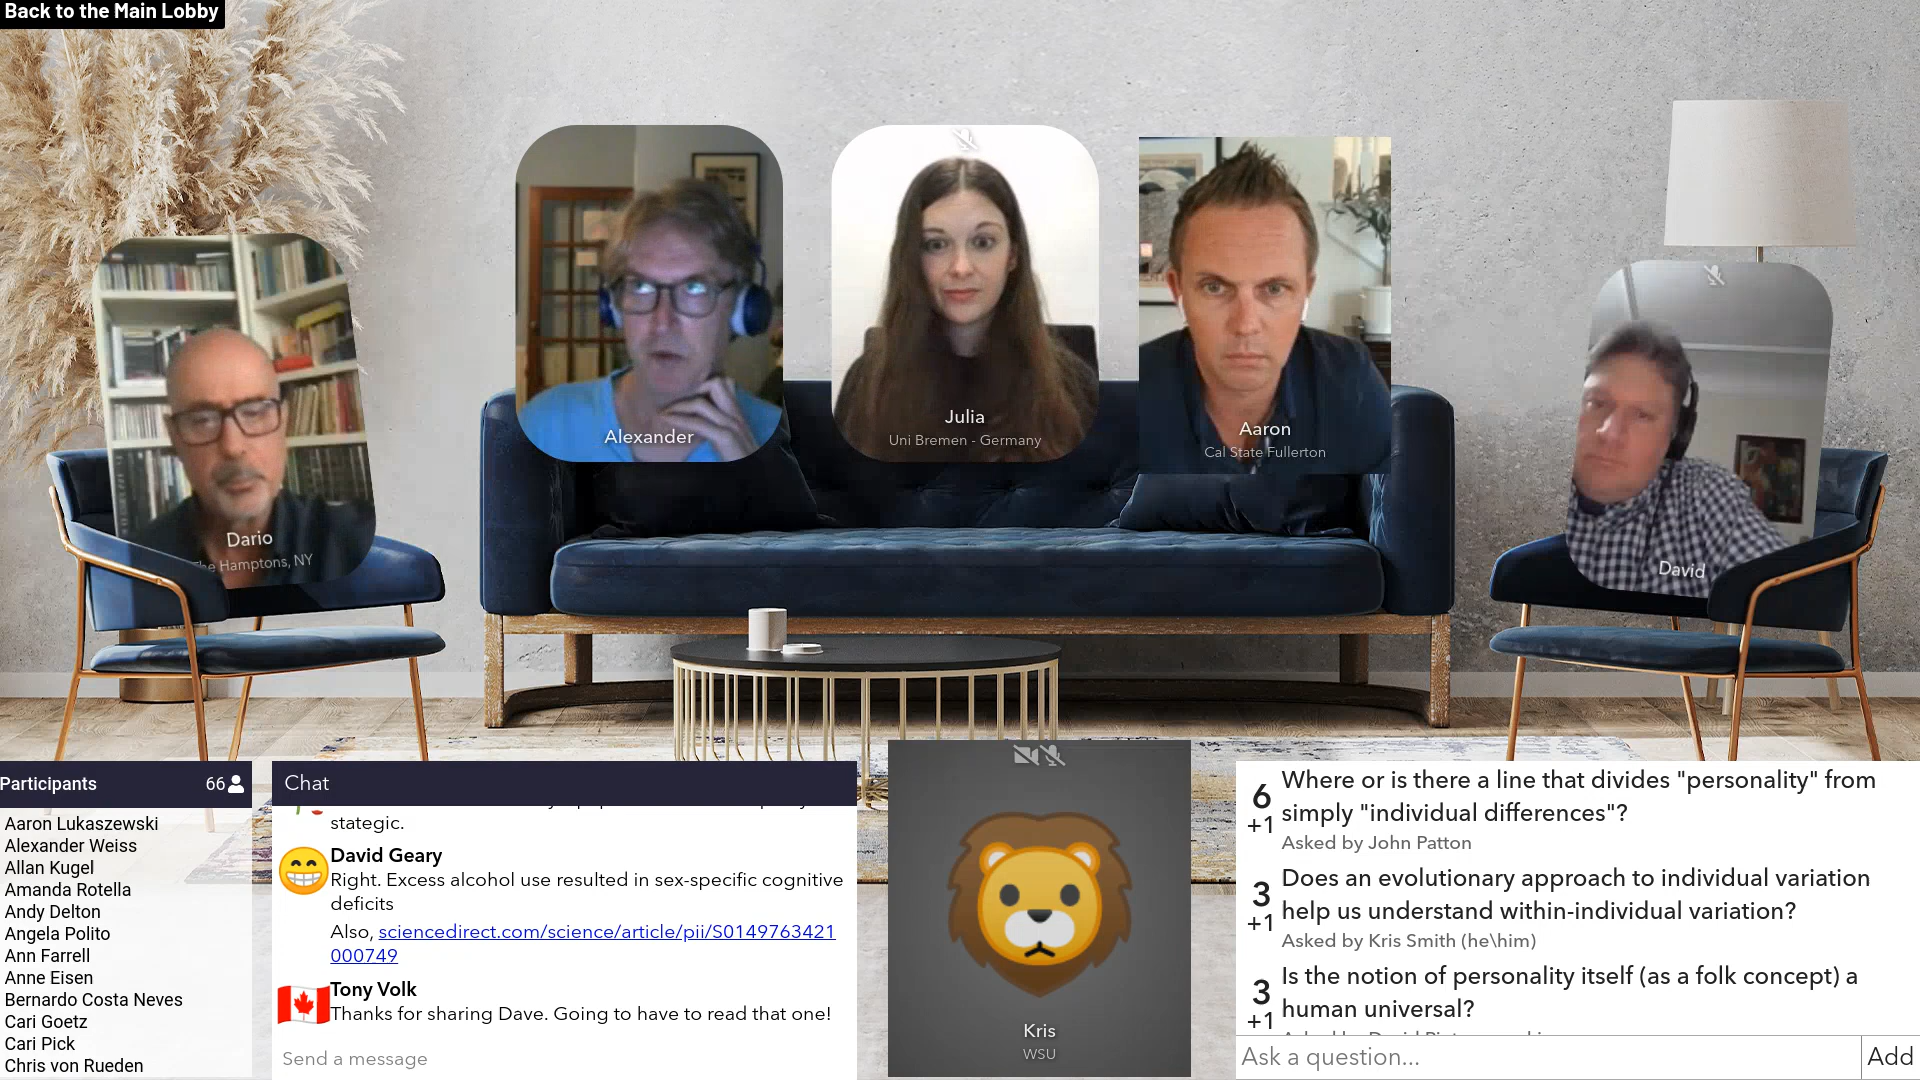 Back to the Main Lobby
Alexander
Julia
Uni Bremen - Germany
Aaron
Cal State Fullerton
Dario
The Hamptons, NY
David
Participants 66
Aaron Lukaszewski
Alexander Weiss
Allan Kugel
Amanda Rotella
Andy Delton
Angela Polito
Ann Farrell
Anne Eisen
Bernardo Costa Neves
Cari Goetz
Cari Pick
Chris von Rueden
Chat
stategic.
David Geary
Right. Excess alcohol use resulted in sex-specific cognitive
deficits
Also, sciencedirect.com/science/article/pii/S0149763421
000749
Tony Volk
Thanks for sharing Dave. Going to have to read that one!
Send a message
Kris
WSU
6
+1
Where or is there a line that divides "personality" from
simply "individual differences"?
Asked by John Patton
3
+1
Does an evolutionary approach to individual variation
help us understand within-individual variation?
Asked by Kris Smith (he\him)
3
+1
Is the notion of personality itself (as a folk concept) a
human universal?
Ask a question...
Add